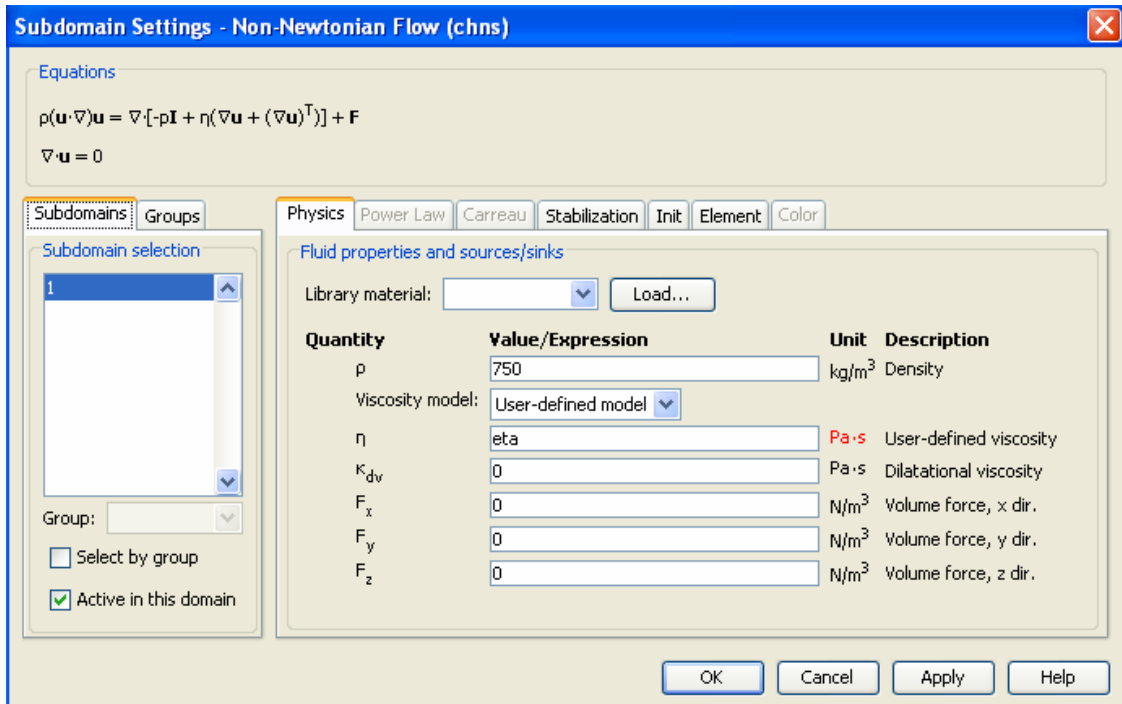 Subdomain Settings - Non-Newtonian Flow (chns)
Equations
ρ(u·∇)u = ∇·[-pI + η(∇u + (∇u)ᵀ)] + F
∇·u = 0
Subdomains Groups
Subdomain selection
1
Group:
Select by group
Active in this domain
Physics Power Law Carreau Stabilization Init Element Color
Fluid properties and sources/sinks
Library material: Load...
Quantity Value/Expression Unit Description
ρ 750 kg/m³ Density
Viscosity model: User-defined model
η eta Pa·s User-defined viscosity
κdv 0 Pa·s Dilatational viscosity
Fx 0 N/m³ Volume force, x dir.
Fy 0 N/m³ Volume force, y dir.
Fz 0 N/m³ Volume force, z dir.
OK Cancel Apply Help